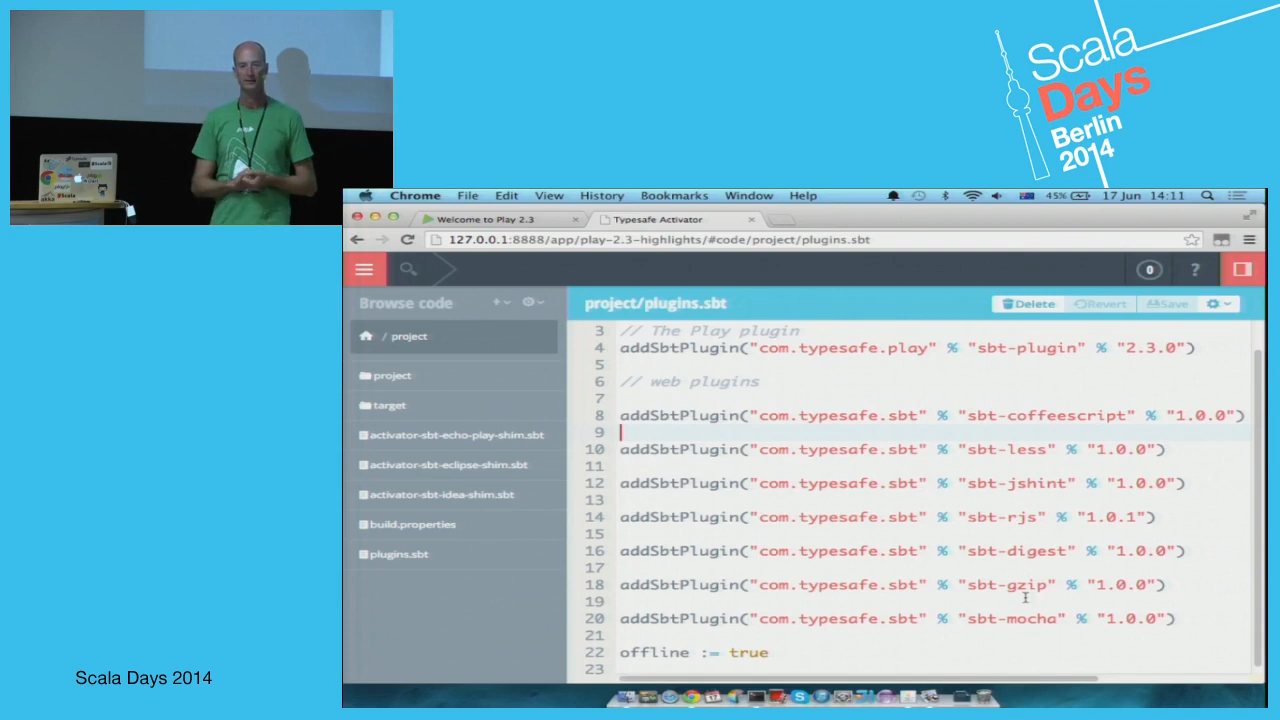 Scala
Days
Berlin
2014
Chrome File Edit View History Bookmarks Window Help 45% 17 Jun 14:11
Welcome to Play 2.3
Typesafe Activator
127.0.0.1:8888/app/play-2.3-highlights/#code/project/plugins.sbt
0 ?
Browse code
project/plugins.sbt
Delete Revert Save
/ project
project
target
activator-sbt-echo-play-shim.sbt
activator-sbt-eclipse-shim.sbt
activator-sbt-idea-shim.sbt
build.properties
plugins.sbt
3 // The Play plugin
4 addSbtPlugin("com.typesafe.play" % "sbt-plugin" % "2.3.0")
5
6 // web plugins
7
8 addSbtPlugin("com.typesafe.sbt" % "sbt-coffeescript" % "1.0.0")
9
10 addSbtPlugin("com.typesafe.sbt" % "sbt-less" % "1.0.0")
11
12 addSbtPlugin("com.typesafe.sbt" % "sbt-jshint" % "1.0.0")
13
14 addSbtPlugin("com.typesafe.sbt" % "sbt-rjs" % "1.0.1")
15
16 addSbtPlugin("com.typesafe.sbt" % "sbt-digest" % "1.0.0")
17
18 addSbtPlugin("com.typesafe.sbt" % "sbt-gzip" % "1.0.0")
19
20 addSbtPlugin("com.typesafe.sbt" % "sbt-mocha" % "1.0.0")
21
22 offline := true
23
Scala Days 2014